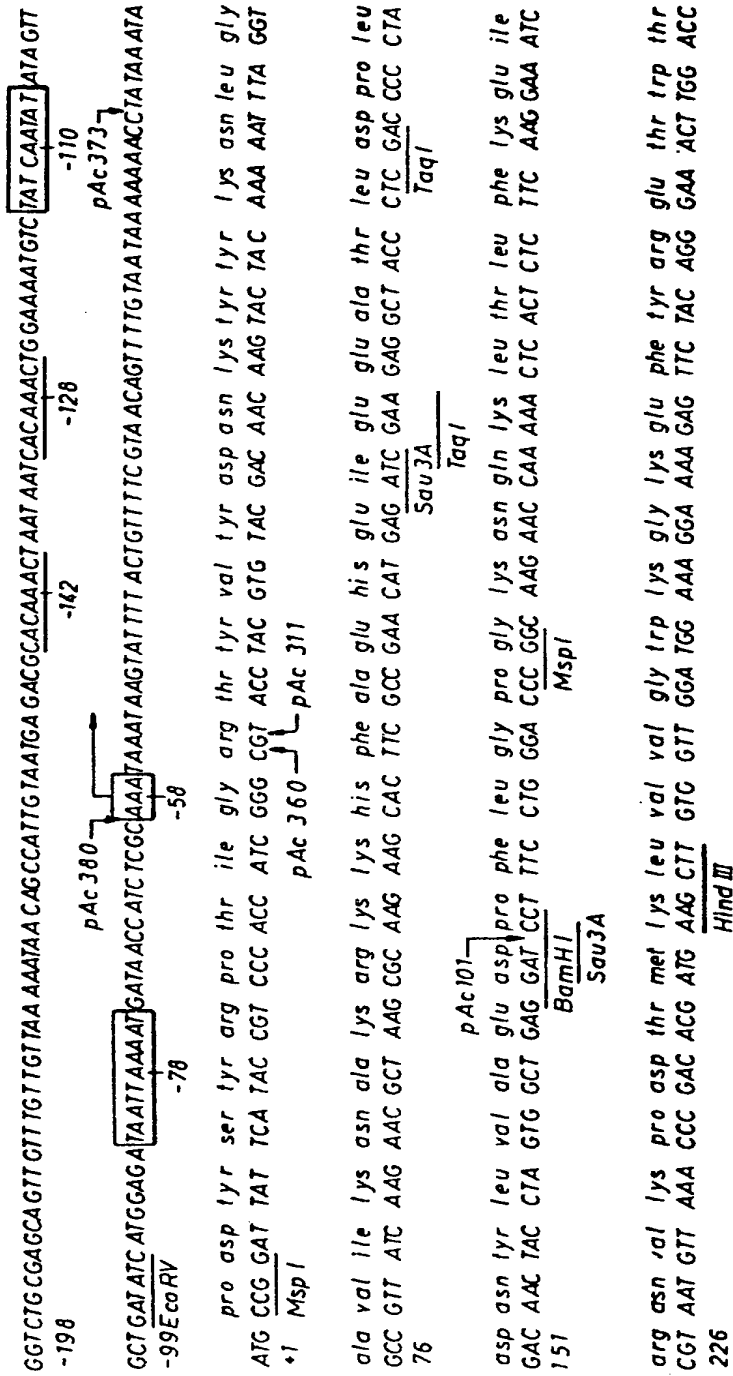 GGTCTGCGAGCAGTTGTTTGTTGTTAAAAATAACAGCCATTGTAATGAGACGCACAAACTAATAATCACAAACTGGAAAATGTCTATCAATATATAGTT
-198 -142 -128 -110
pAc380 pAc373
GCTGATATCATGGAGATAATTAAAATGATAACCATCTCGCAAATAAATAAGTATTTTACTGTTTTCGTAACAGTTTTGTAATAAAAAAACCTATAAATA
-99EcoRV -78 -58
pro asp tyr ser tyr arg pro thr ile gly arg thr tyr val tyr asp asn lys tyr tyr lys asn leu gly
ATG CCG GAT TAT TCA TAC CGT CCC ACC ATC GGG CGT ACC TAC GTG TAC GAC AAC AAG TAC TAC AAA AAT TTA GGT
+1 MspI pAc 360 pAc 311
ala val ile lys asn ala lys arg lys lys his phe ala glu his glu ile glu glu ala thr leu asp pro leu
GCC GTT ATC AAG AAC GCT AAG CGC AAG AAG CAC TTC GCC GAA CAT GAG ATC GAA GAG GCT ACC CTC GAC CCC CTA
76 Sau3A TaqI
TaqI
pAc101
asp asn tyr leu val ala glu asp pro phe leu gly pro gly lys asn gln lys leu thr leu phe lys glu ile
GAC AAC TAC CTA GTG GCT GAG GAT CCT TTC CTG GGA CCC GGC AAG AAC CAA AAA CTC ACT CTC TTC AAG GAA ATC
151 BamHI MspI
Sau3A
arg asn val lys pro asp thr met lys leu val val gly trp lys gly lys glu phe tyr arg glu thr trp thr
CGT AAT GTT AAA CCC GAC ACG ATG AAG CTT GTG GTT GGA TGG AAA GGA AAA GAG TTC TAC AGG GAA ACT TGG ACC
226 Hind III